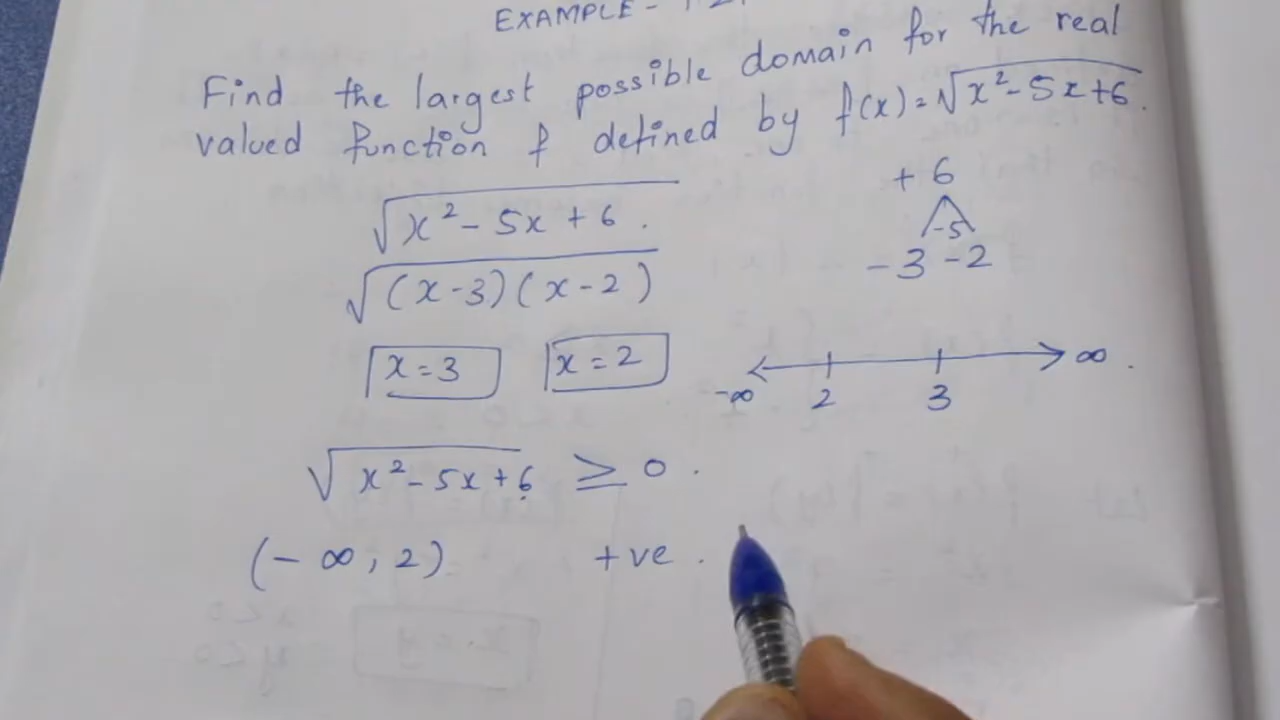 EXAMPLE -
Find the largest possible domain for the real
valued function f defined by f(x) = √x² - 5x + 6.
+ 6
√x² - 5x + 6.
-5
- 3 - 2
√(x - 3)(x - 2)
x = 3 x = 2
-∞ 2 3 ∞.
√x² - 5x + 6 ≥ 0.
(- ∞, 2) +ve.